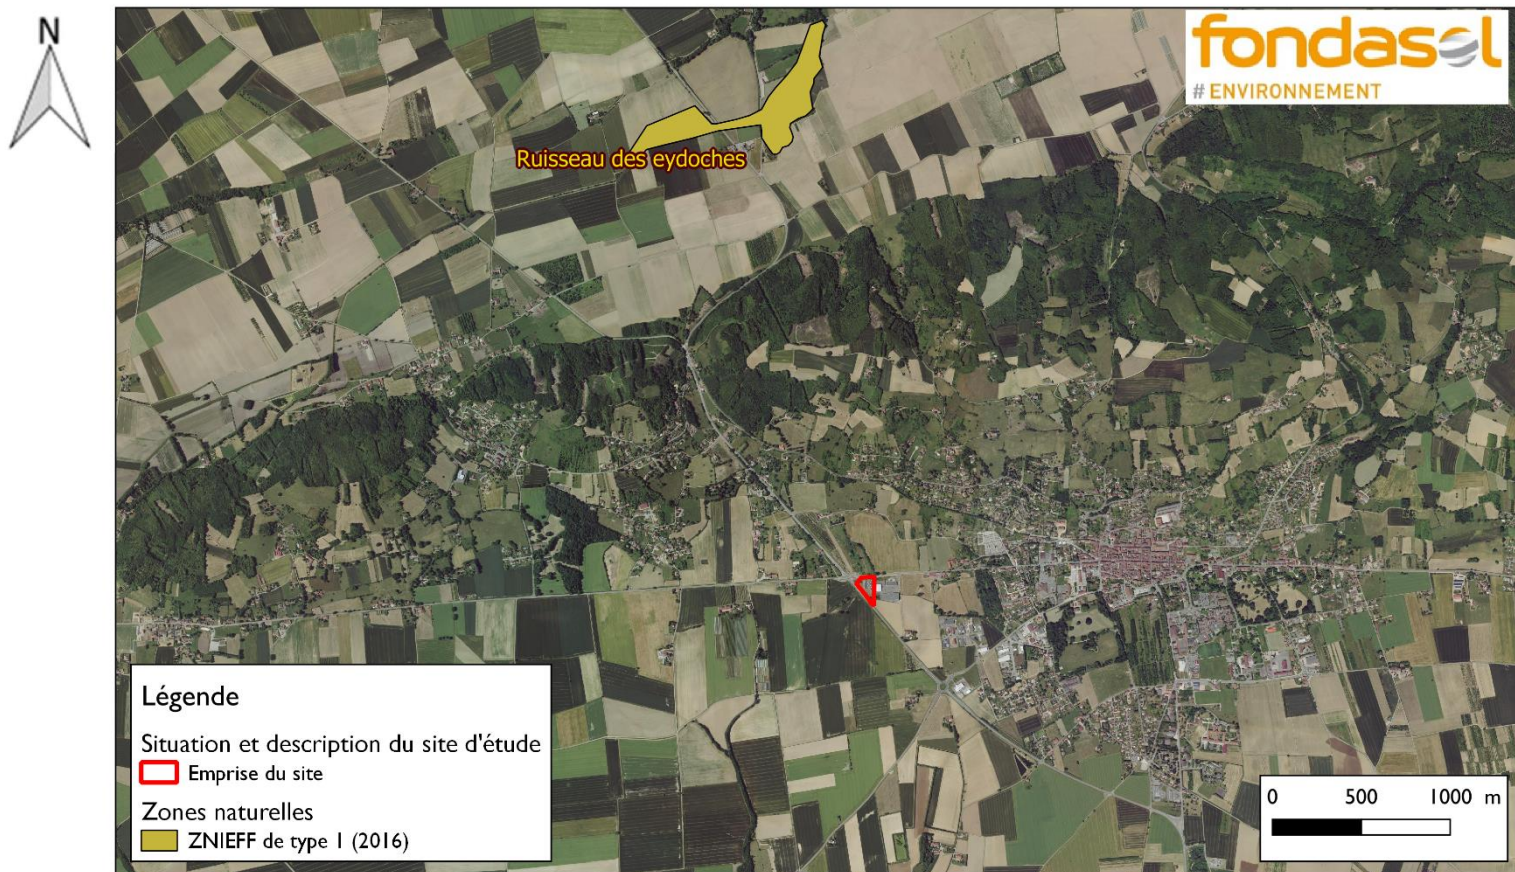 N
fondasol
# ENVIRONNEMENT
Ruisseau des eydoches
Légende
Situation et description du site d'étude
Emprise du site
Zones naturelles
ZNIEFF de type 1 (2016)
0 500 1000 m